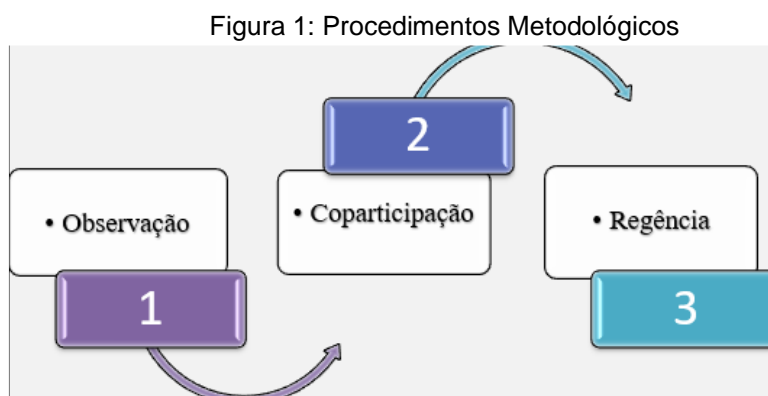 Figura 1: Procedimentos Metodológicos
• Observação
1
2
• Coparticipação
• Regência
3